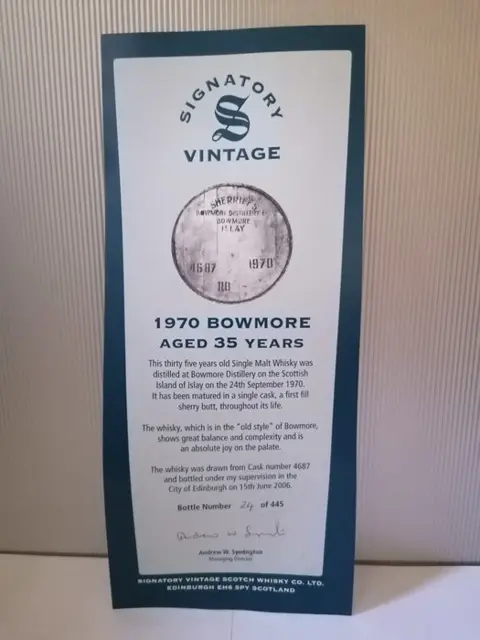 SIGNATORY
S
VINTAGE
SHERRIFF'S
BOWMORE DISTILLERY
BOWMORE
ISLAY
4687 1970
1970 BOWMORE
AGED 35 YEARS
This thirty five years old Single Malt Whisky was
distilled at Bowmore Distillery on the Scottish
Island of Islay on the 24th September 1970.
It has been matured in a single cask, a first fill
sherry butt, throughout its life.
The whisky, which is in the "old style" of Bowmore,
shows great balance and complexity and is
an absolute joy on the palate.
The whisky was drawn from Cask number 4687
and bottled under my supervision in the
City of Edinburgh on 15th June 2006.
Bottle Number 24 of 445
Andrew W. Symington
Managing Director
SIGNATORY VINTAGE SCOTCH WHISKY CO. LTD.
EDINBURGH EH6 5PY SCOTLAND